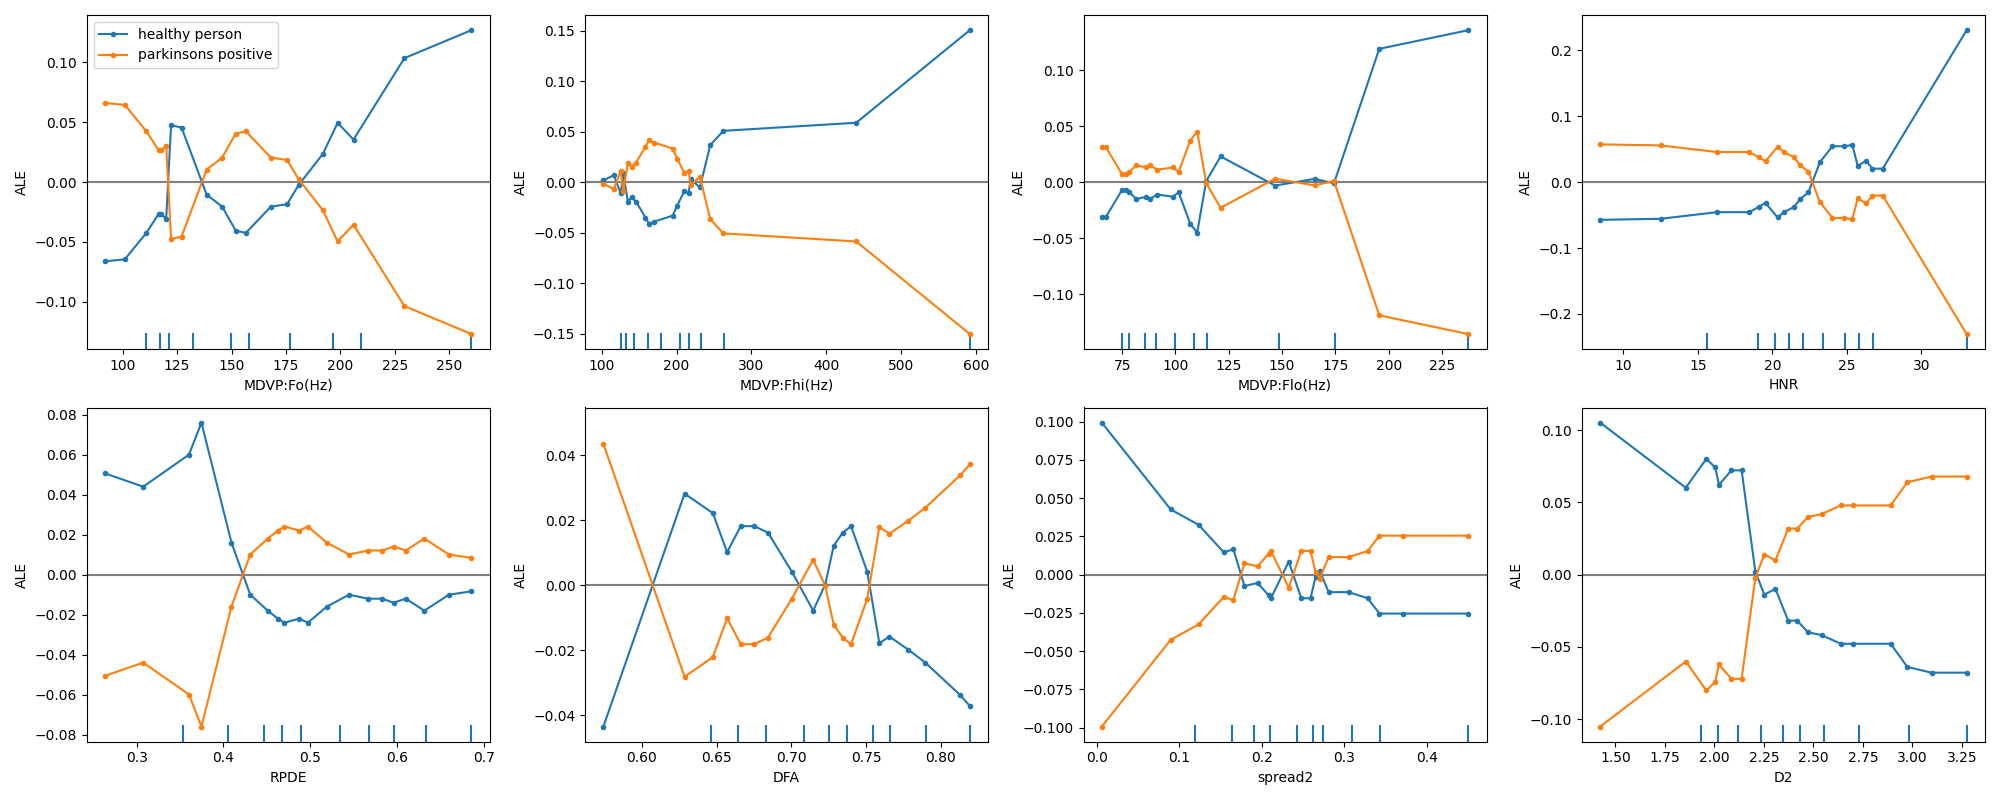 healthy person
parkinsons positive
ALE
0.10
0.05
0.00
−0.05
−0.10
100 125 150 175 200 225 250
MDVP:Fo(Hz)
ALE
0.15
0.10
0.05
0.00
−0.05
−0.10
−0.15
100 200 300 400 500 600
MDVP:Fhi(Hz)
ALE
0.10
0.05
0.00
−0.05
−0.10
75 100 125 150 175 200 225
MDVP:Flo(Hz)
ALE
0.2
0.1
0.0
−0.1
−0.2
10 15 20 25 30
HNR
ALE
0.08
0.06
0.04
0.02
0.00
−0.02
−0.04
−0.06
−0.08
0.3 0.4 0.5 0.6 0.7
RPDE
ALE
0.04
0.02
0.00
−0.02
−0.04
0.60 0.65 0.70 0.75 0.80
DFA
ALE
0.100
0.075
0.050
0.025
0.000
−0.025
−0.050
−0.075
−0.100
0.0 0.1 0.2 0.3 0.4
spread2
ALE
0.10
0.05
0.00
−0.05
−0.10
1.50 1.75 2.00 2.25 2.50 2.75 3.00 3.25
D2